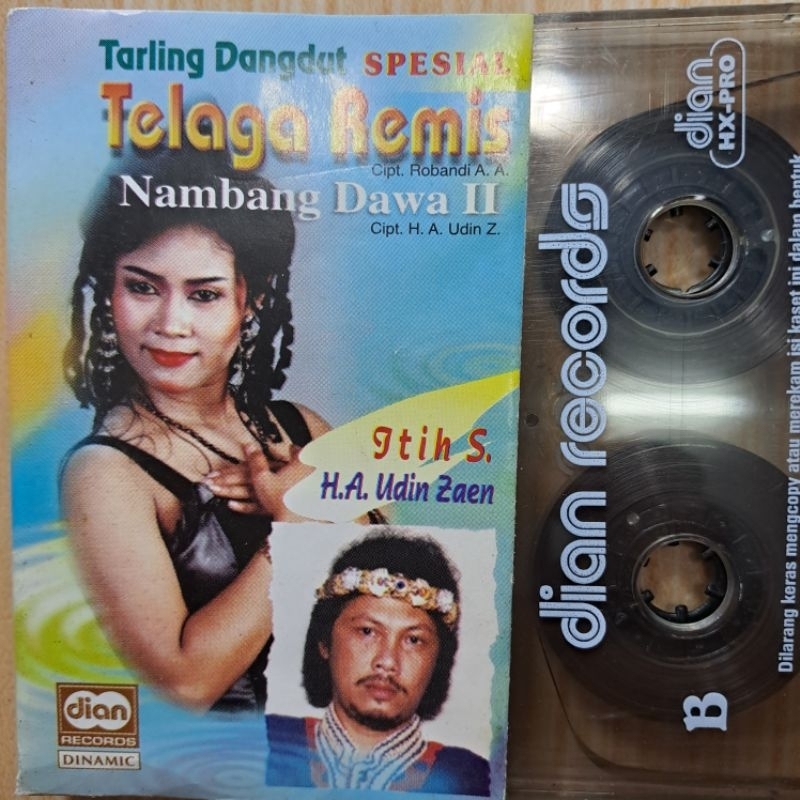 Tarling Dangdut SPESIAL
Telaga Remis
Cipt. Robandi A. A.
Nambang Dawa II
Cipt. H. A. Udin Z.
Itih S.
H.A. Udin Zaen
dian
RECORDS
DINAMIC
dian records
dian
HX-PRO
B
Dilarang keras mengcopy atau merekam isi kaset ini dalam bentuk